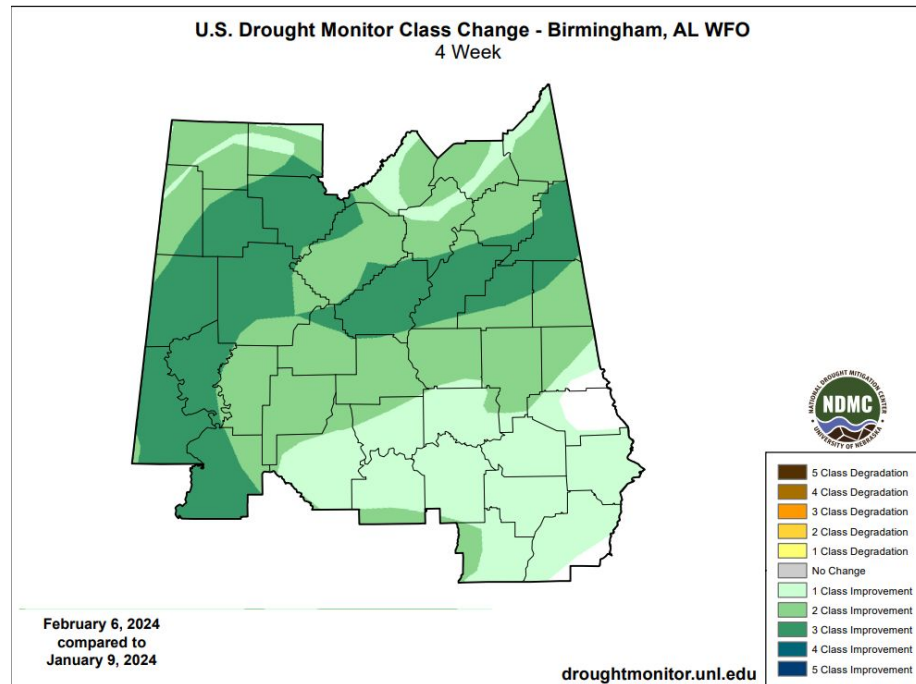 U.S. Drought Monitor Class Change - Birmingham, AL WFO
4 Week
NATIONAL DROUGHT MITIGATION CENTER
NDMC
UNIVERSITY OF NEBRASKA
5 Class Degradation
4 Class Degradation
3 Class Degradation
2 Class Degradation
1 Class Degradation
No Change
1 Class Improvement
2 Class Improvement
3 Class Improvement
4 Class Improvement
5 Class Improvement
February 6, 2024
compared to
January 9, 2024
droughtmonitor.unl.edu